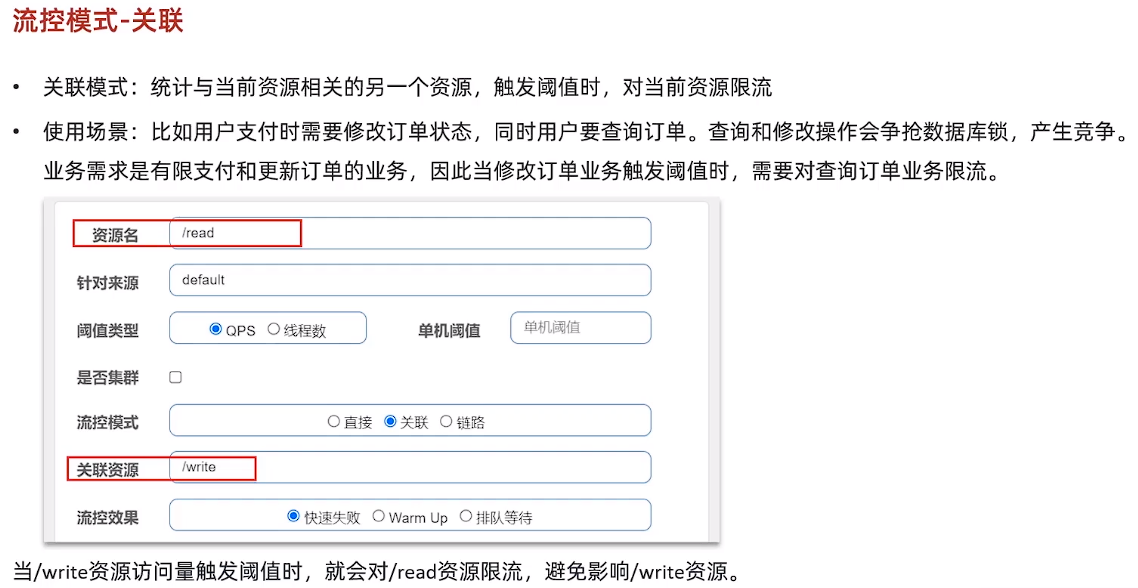 流控模式-关联
• 关联模式：统计与当前资源相关的另一个资源，触发阈值时，对当前资源限流
• 使用场景：比如用户支付时需要修改订单状态，同时用户要查询订单。查询和修改操作会争抢数据库锁，产生竞争。
业务需求是有限支付和更新订单的业务，因此当修改订单业务触发阈值时，需要对查询订单业务限流。
资源名 /read
针对来源 default
阈值类型 QPS 线程数 单机阈值 单机阈值
是否集群
流控模式 直接 关联 链路
关联资源 /write
流控效果 快速失败 Warm Up 排队等待
当/write资源访问量触发阈值时，就会对/read资源限流，避免影响/write资源。